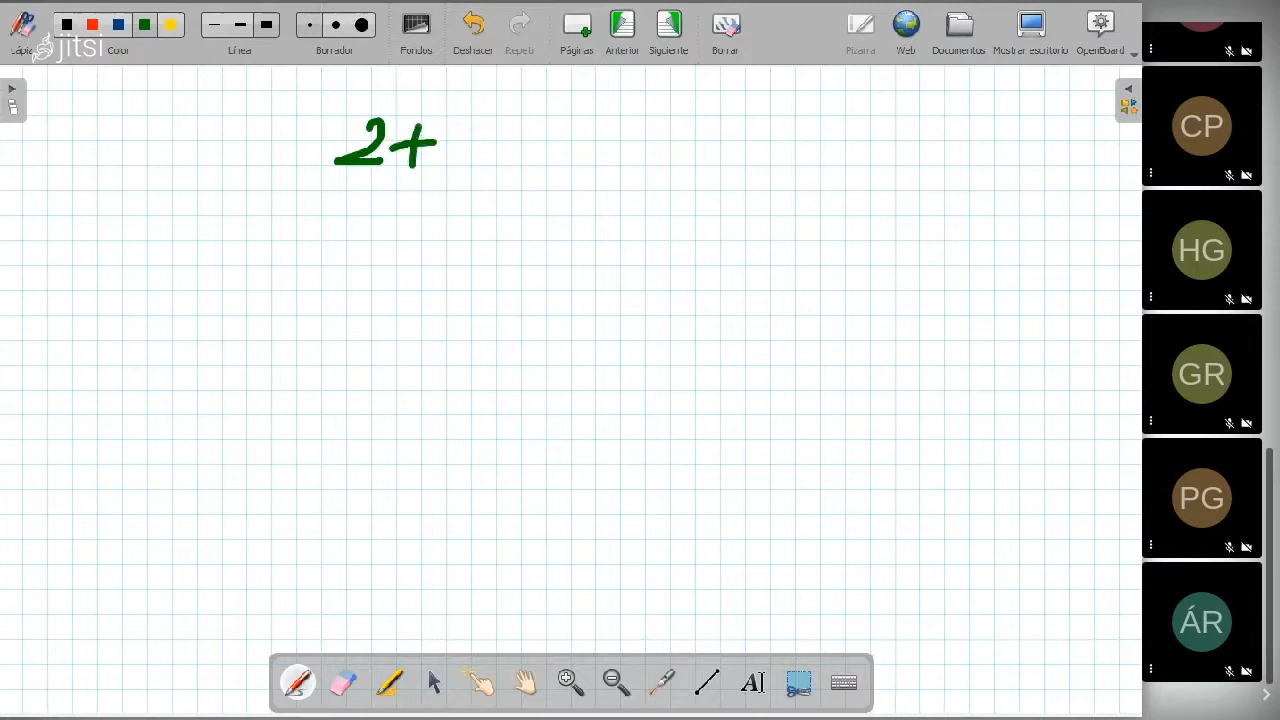 Lápiz
jitsi
Color
Línea
Borrador
Fondos
Deshacer
Repetir
Páginas
Anterior
Siguiente
Borrar
Pizarra
Web
Documentos
Mostrar escritorio
OpenBoard
2+
CP
HG
GR
PG
ÁR
AI